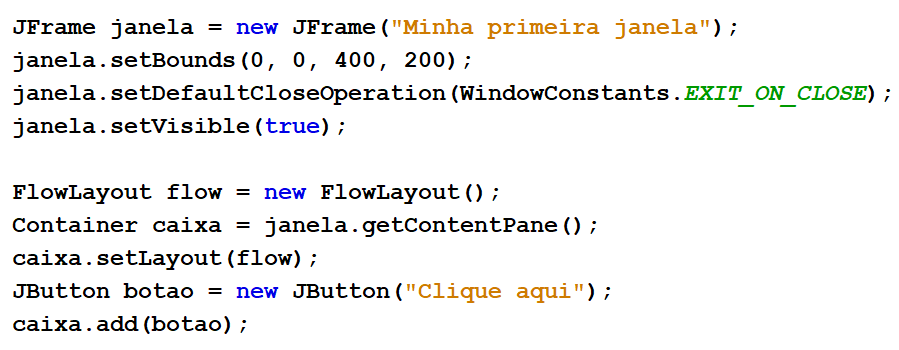 JFrame janela = new JFrame("Minha primeira janela");
janela.setBounds(0, 0, 400, 200);
janela.setDefaultCloseOperation(WindowConstants.EXIT_ON_CLOSE);
janela.setVisible(true);
FlowLayout flow = new FlowLayout();
Container caixa = janela.getContentPane();
caixa.setLayout(flow);
JButton botao = new JButton("Clique aqui");
caixa.add(botao);